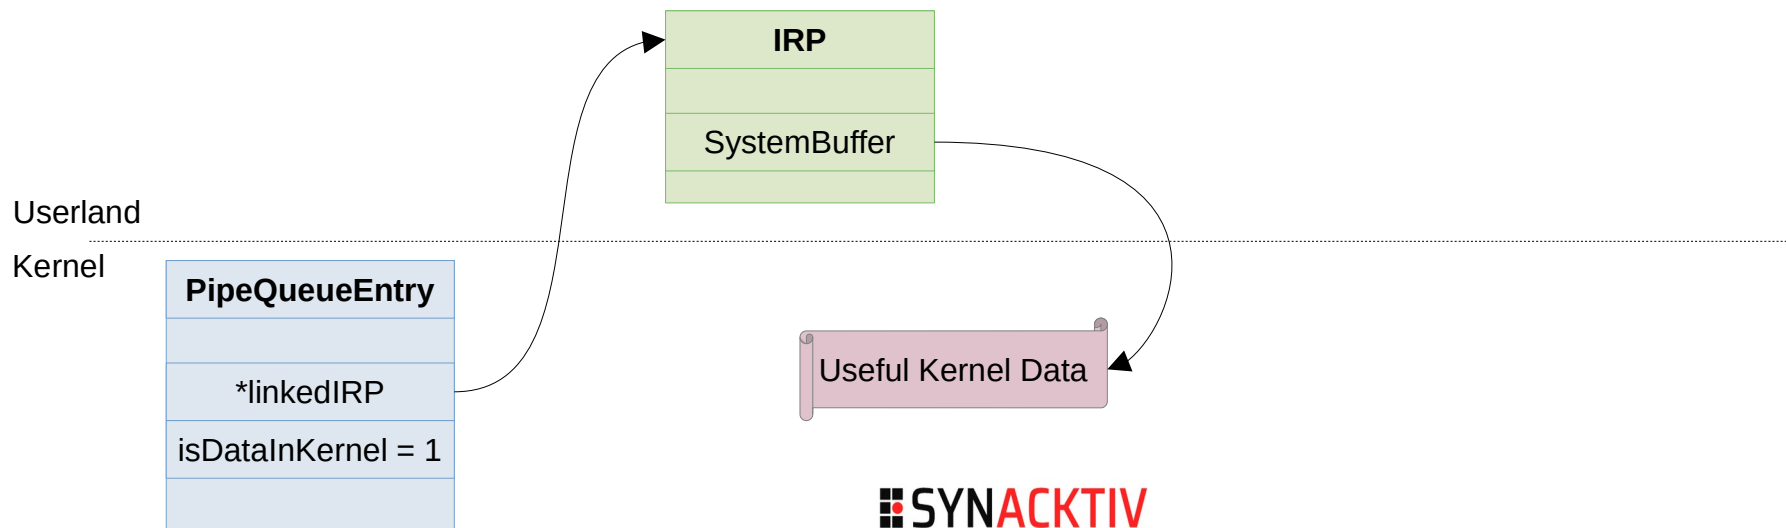 IRP
SystemBuffer
Userland
Kernel
PipeQueueEntry
*linkedIRP
isDataInKernel = 1
Useful Kernel Data
SYNACKTIV